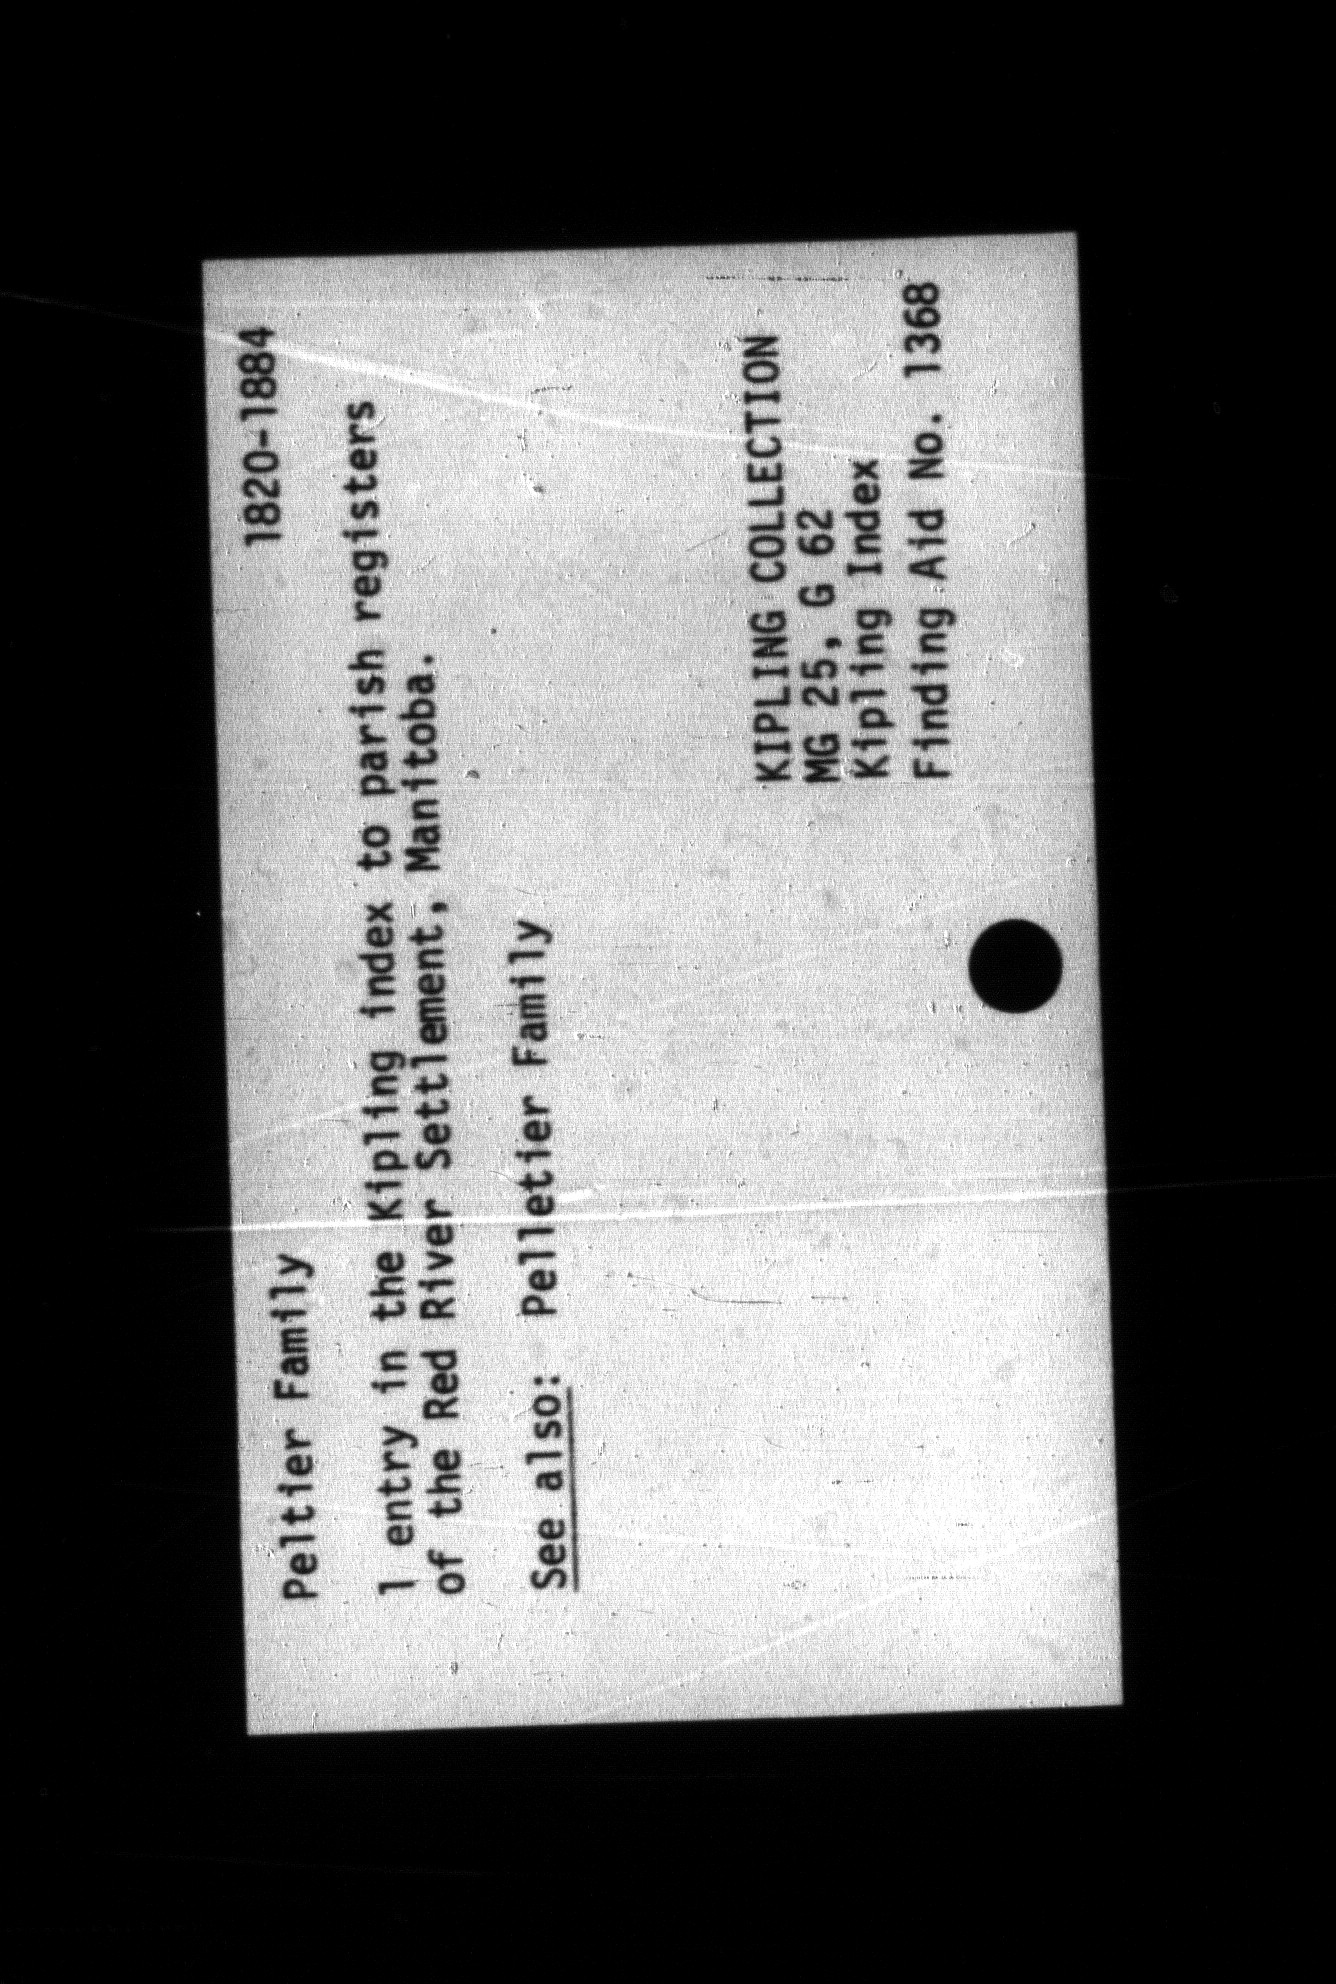 Peltier Family 1820-1884
1 entry in the Kipling index to parish registers
of the Red River Settlement, Manitoba.
See also: Pelletier Family
KIPLING COLLECTION
MG 25, G 62
Kipling Index
Finding Aid No. 1368